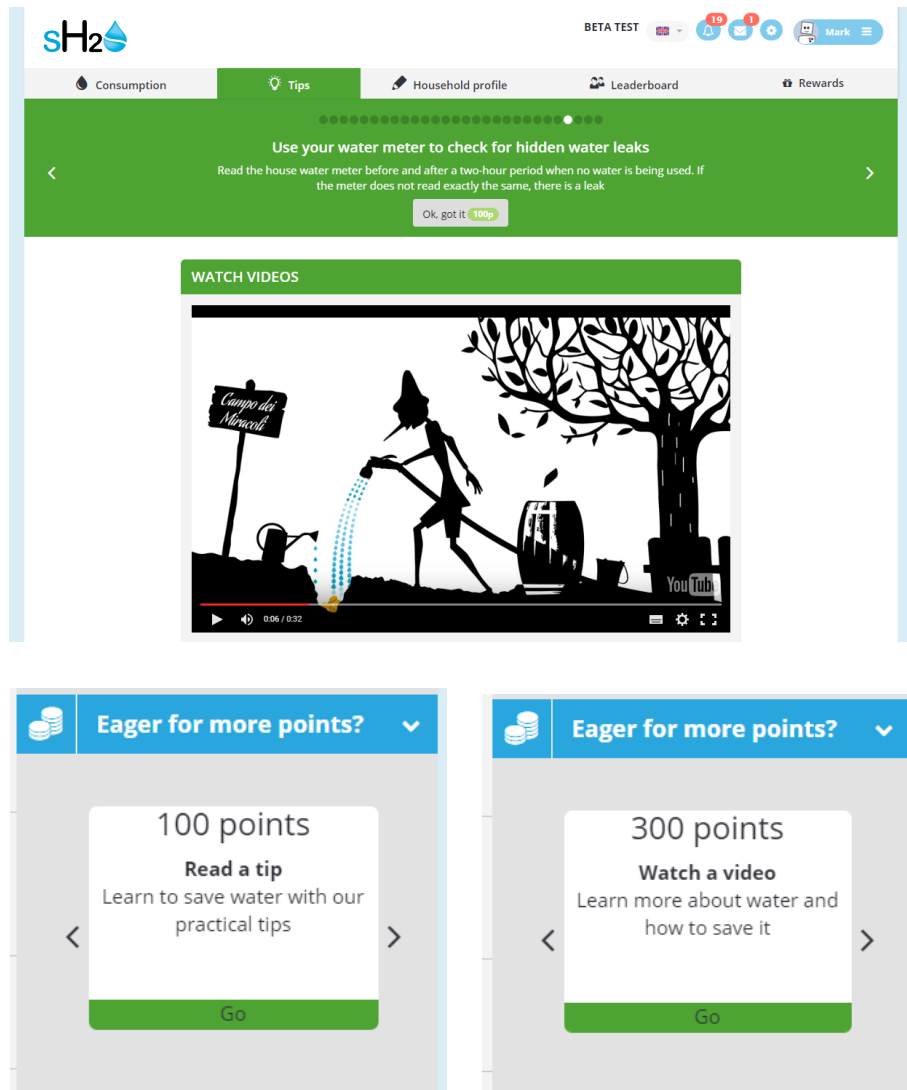 sH2
BETA TEST
19
1
Mark
Consumption
Tips
Household profile
Leaderboard
Rewards
Use your water meter to check for hidden water leaks
Read the house water meter before and after a two-hour period when no water is being used. If
the meter does not read exactly the same, there is a leak
Ok, got it 100p
WATCH VIDEOS
Campo dei
Miracoli
YouTube
0:06 / 0:32
Eager for more points?
100 points
Read a tip
Learn to save water with our
practical tips
Go
Eager for more points?
300 points
Watch a video
Learn more about water and
how to save it
Go